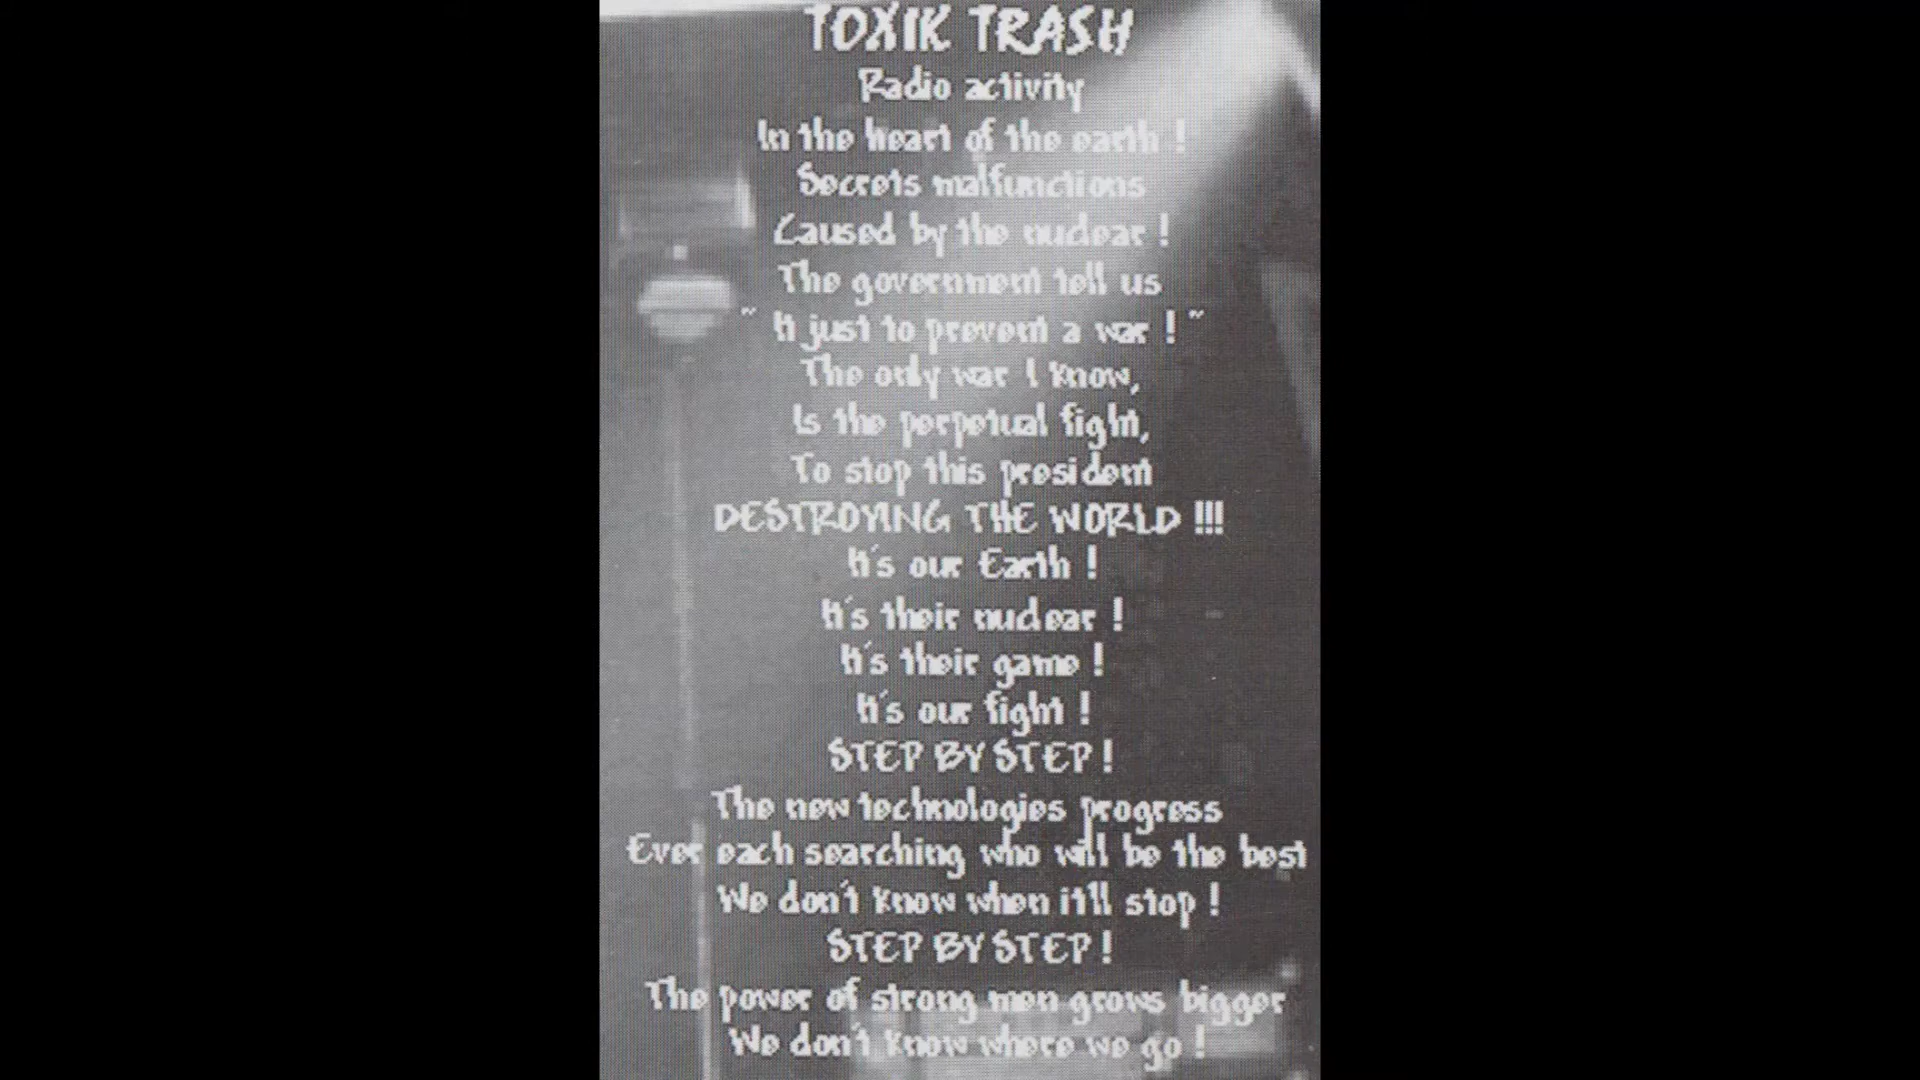 TOXIK TRASH
Radio activity
In the heart of the earth !
Secrets malfunctions
Caused by the nuclear !
The government tell us
" It just to prevent a war ! "
The only war I know,
Is the perpetual fight,
To stop this president
DESTROYING THE WORLD !!!
It's our Earth !
It's their nuclear !
It's their game !
It's our fight !
STEP BY STEP !
The new technologies progress
Ever each searching who will be the best
We don't know when it'll stop !
STEP BY STEP !
The power of strong men grows bigger
We don't know where we go !